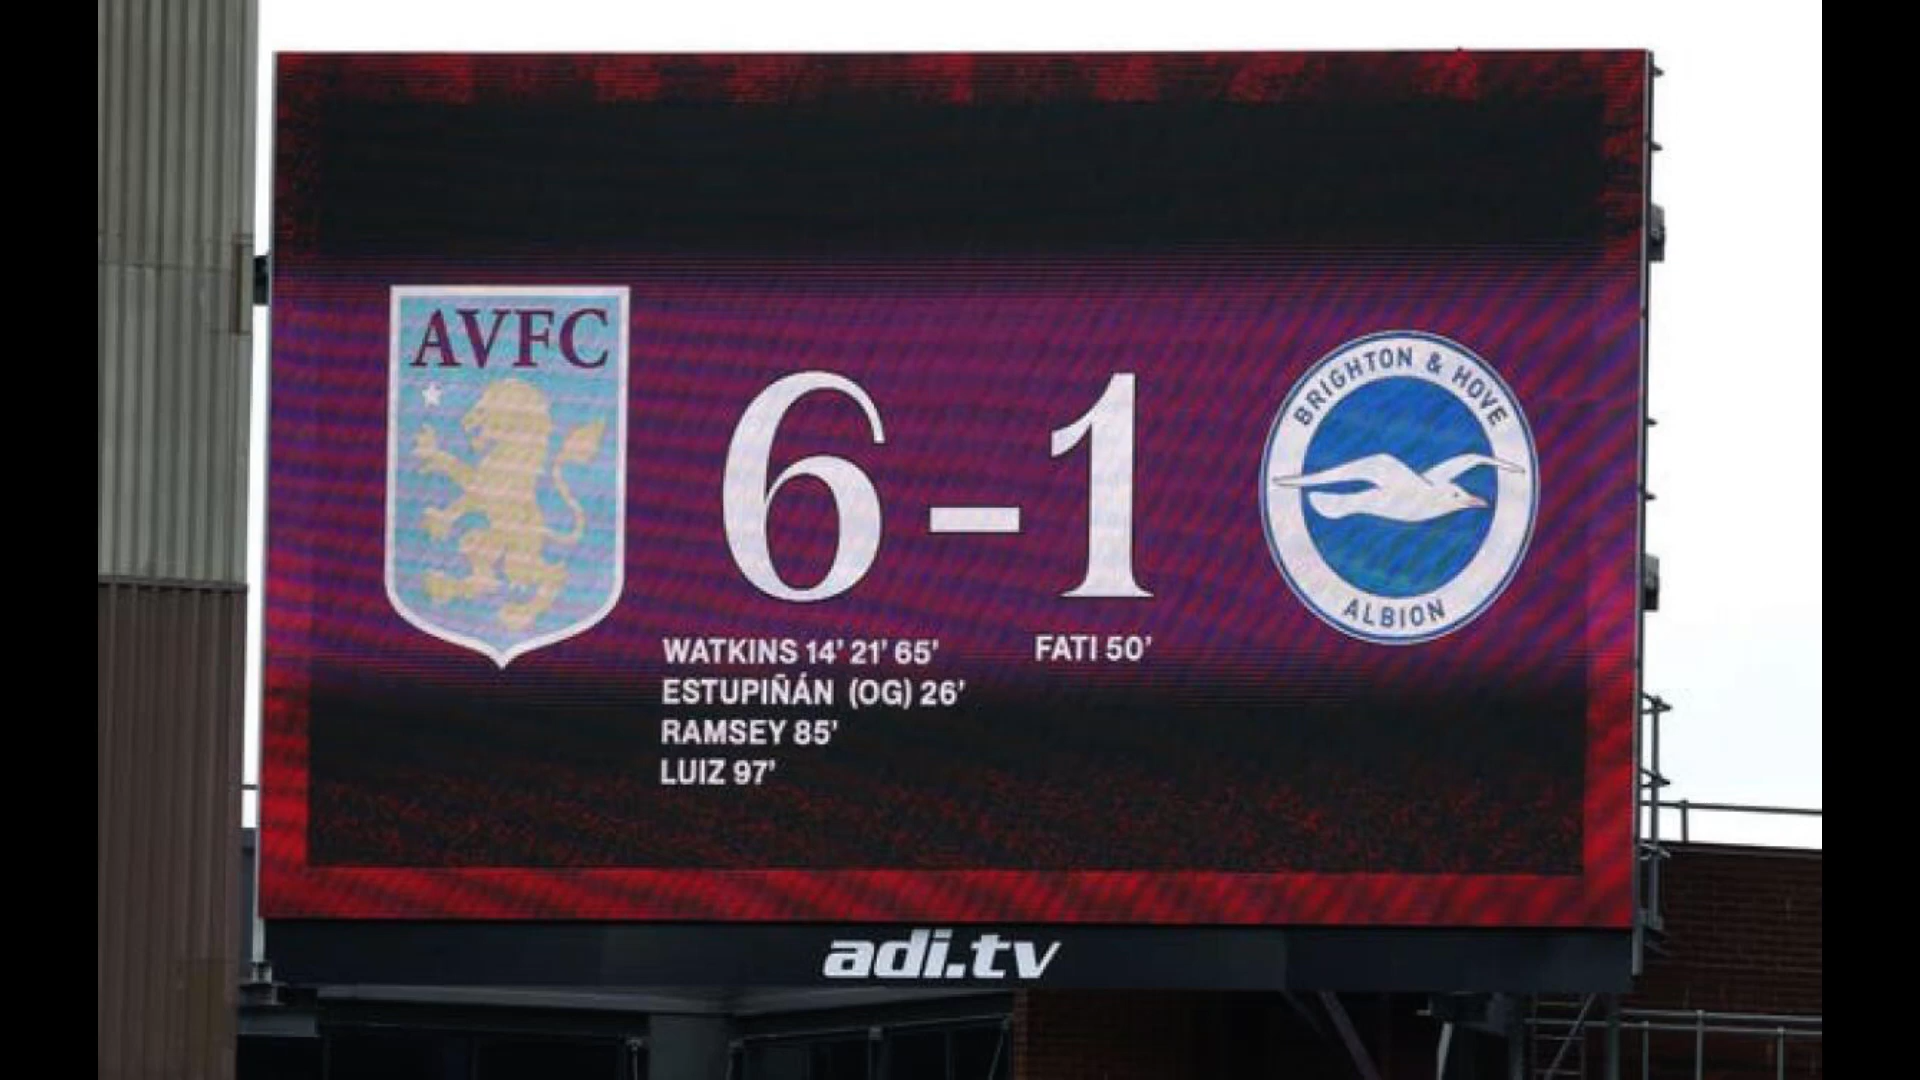 AVFC
6-1
BRIGHTON & HOVE
ALBION
WATKINS 14' 21' 65'
FATI 50'
ESTUPIÑÁN (OG) 26'
RAMSEY 85'
LUIZ 97'
adi.tv